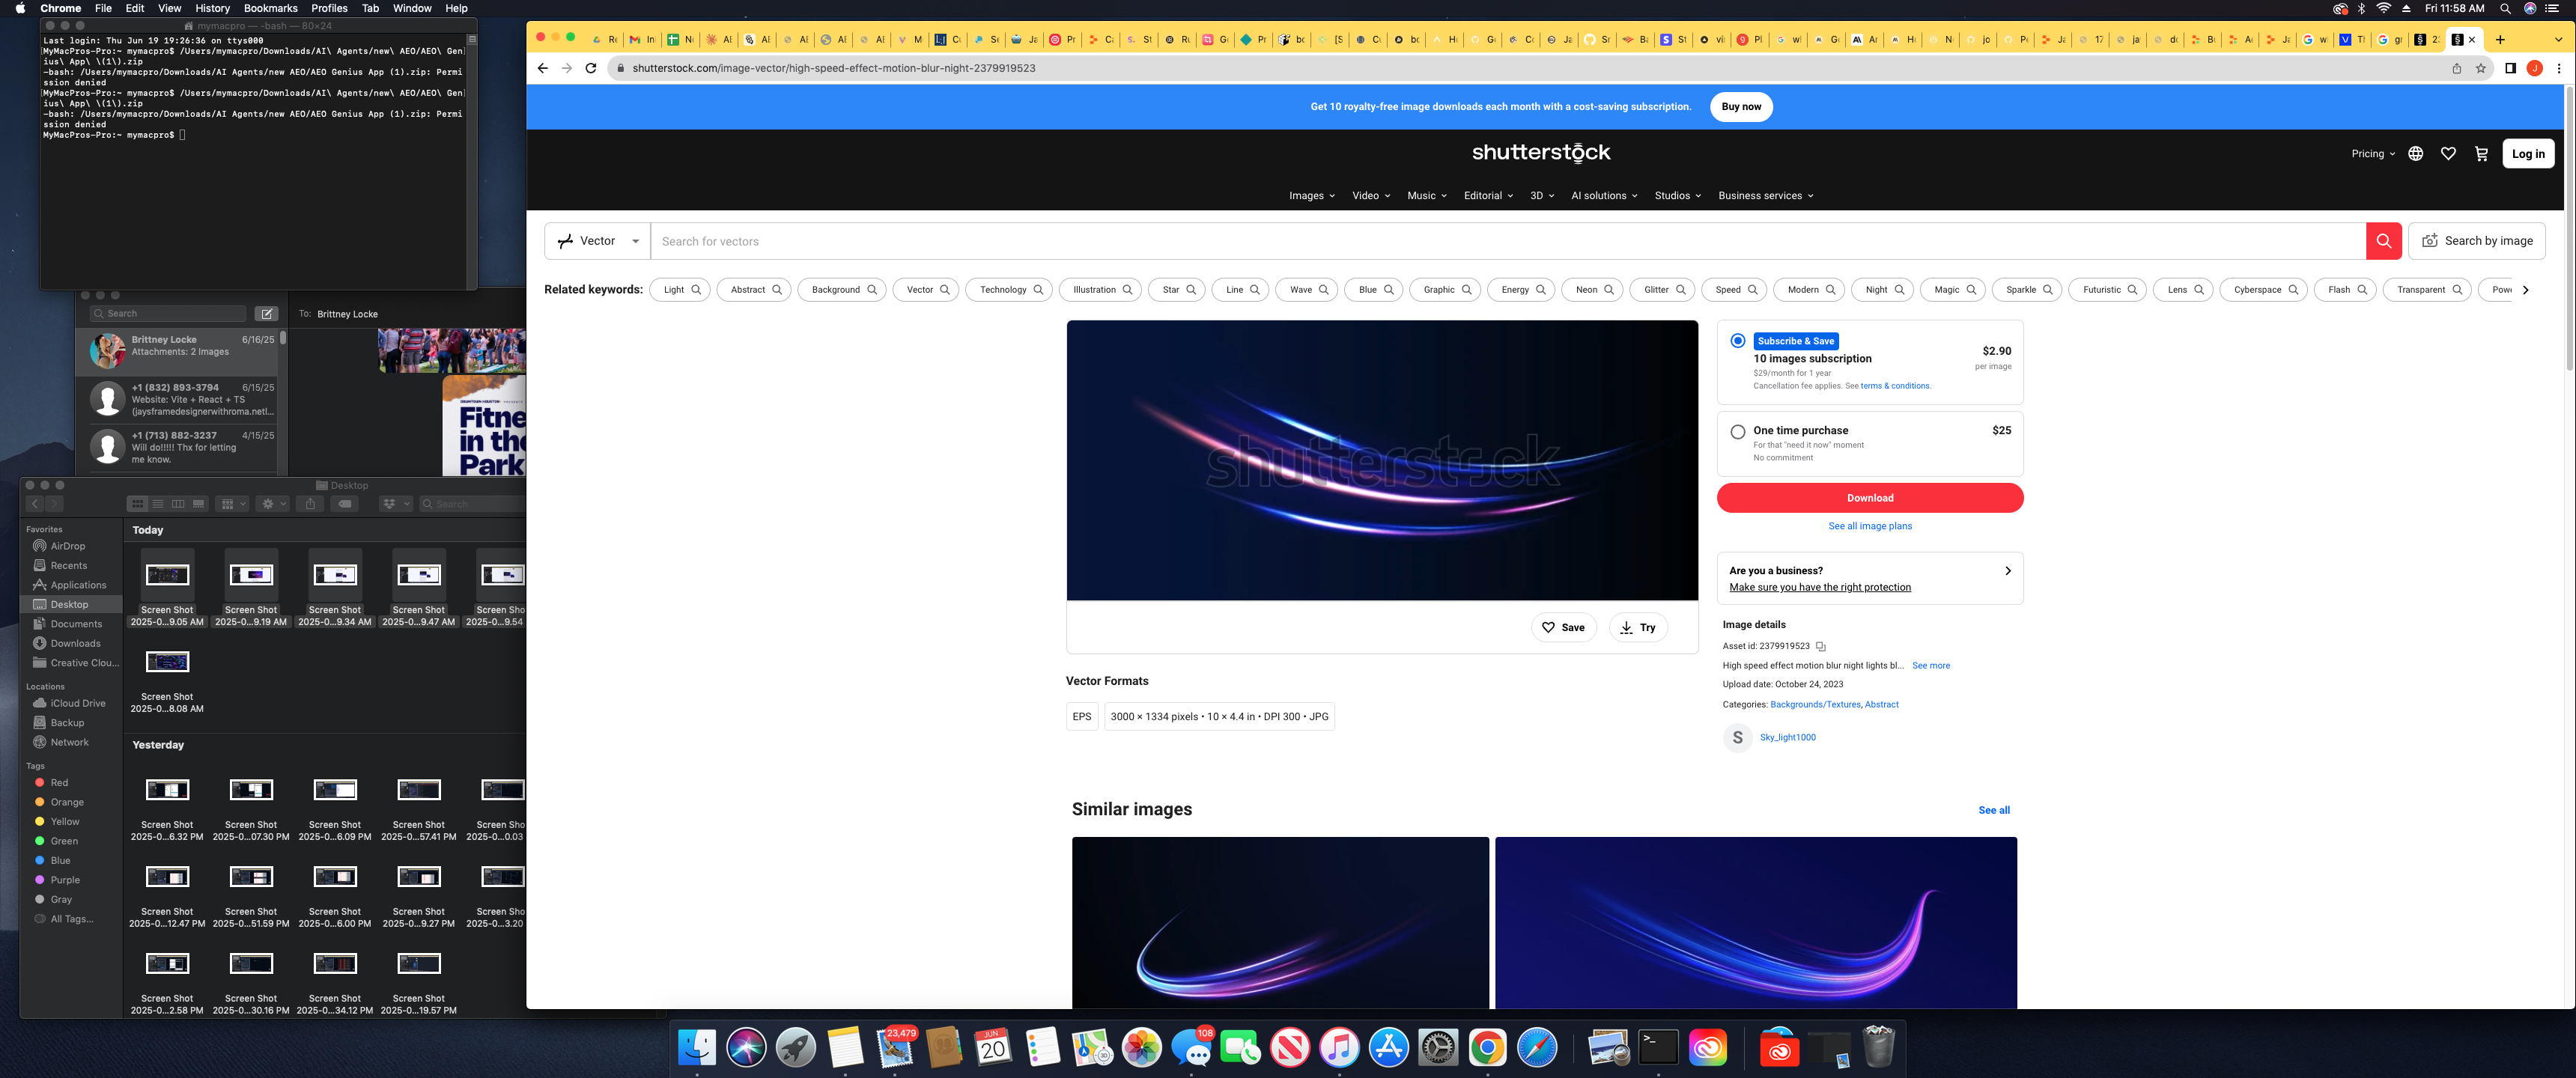 Chrome File Edit View History Bookmarks Profiles Tab Window Help
Fri 11:58 AM
mymacpro — -bash — 80×24
Last login: Thu Jun 19 19:26:36 on ttys000
[MyMacPros-Pro:~ mymacpro$ /Users/mymacpro/Downloads/AI\ Agents/new\ AEO/AEO\ Gen]
ius\ App\ \(1\).zip
-bash: /Users/mymacpro/Downloads/AI Agents/new AEO/AEO Genius App (1).zip: Permi
ssion denied
[MyMacPros-Pro:~ mymacpro$ /Users/mymacpro/Downloads/AI\ Agents/new\ AEO/AEO\ Gen]
ius\ App\ \(1\).zip
-bash: /Users/mymacpro/Downloads/AI Agents/new AEO/AEO Genius App (1).zip: Permi
ssion denied
MyMacPros-Pro:~ mymacpro$
Search
To: Brittney Locke
Brittney Locke 6/16/25
Attachments: 2 Images
+1 (832) 893-3794 6/15/25
Website: Vite + React + TS
(jaysframedesignerwithroma.netl...
+1 (713) 882-3237 4/15/25
Will do!!!!! Thx for letting
me know.
Fitne
in the
Park
Desktop
Search
Favorites
AirDrop
Recents
Applications
Desktop
Documents
Downloads
Creative Clou...
Locations
iCloud Drive
Backup
Network
Tags
Red
Orange
Yellow
Green
Blue
Purple
Gray
All Tags...
Today
Screen Shot Screen Shot Screen Shot Screen Shot Screen Sho
2025-0...9.05 AM 2025-0...9.19 AM 2025-0...9.34 AM 2025-0...9.47 AM 2025-0...9.54
Screen Shot
2025-0...8.08 AM
Yesterday
Screen Shot Screen Shot Screen Shot Screen Shot Screen Sho
2025-0...6.32 PM 2025-0...07.30 PM 2025-0...6.09 PM 2025-0...57.41 PM 2025-0...0.03
Screen Shot Screen Shot Screen Shot Screen Shot Screen Sho
2025-0...12.47 PM 2025-0...51.59 PM 2025-0...6.00 PM 2025-0...9.27 PM 2025-0...3.20
Screen Shot Screen Shot Screen Shot Screen Shot
2025-0...2.58 PM 2025-0...30.16 PM 2025-0...34.12 PM 2025-0...19.57 PM
shutterstock.com/image-vector/high-speed-effect-motion-blur-night-2379919523
J
Get 10 royalty-free image downloads each month with a cost-saving subscription. Buy now
shutterstock
Pricing
Log in
Images Video Music Editorial 3D AI solutions Studios Business services
Vector
Search for vectors
Search by image
Related keywords: Light Abstract Background Vector Technology Illustration Star Line Wave Blue Graphic Energy Neon Glitter Speed Modern Night Magic Sparkle Futuristic Lens Cyberspace Flash Transparent Powe
shutterstock
Save
Try
Vector Formats
EPS
3000 × 1334 pixels • 10 × 4.4 in • DPI 300 • JPG
Subscribe & Save
10 images subscription
$2.90
per image
$29/month for 1 year
Cancellation fee applies. See terms & conditions.
One time purchase $25
For that "need it now" moment
No commitment
Download
See all image plans
Are you a business?
Make sure you have the right protection
Image details
Asset id: 2379919523
High speed effect motion blur night lights bl... See more
Upload date: October 24, 2023
Categories: Backgrounds/Textures, Abstract
S
Sky_light1000
Similar images
See all
23,479
JUN
20
108